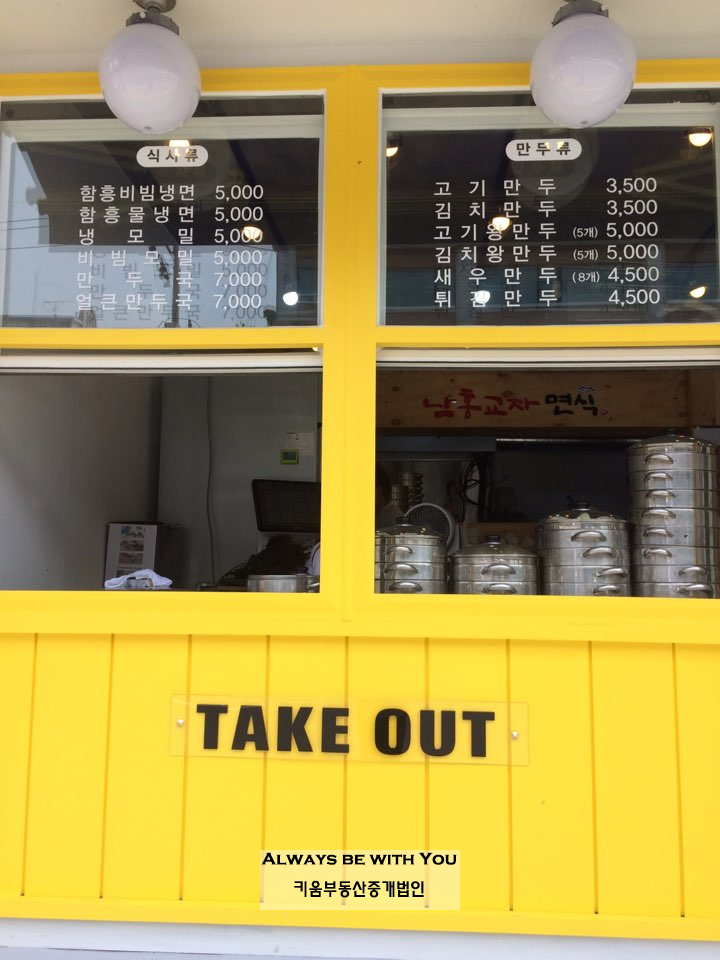 식사류
함흥비빔냉면 5,000
함흥물냉면 5,000
냉모밀 5,000
비빔모밀 5,000
만두국 7,000
얼큰만두국 7,000
만두류
고기만두 3,500
김치만두 3,500
고기왕만두 (5개) 5,000
김치왕만두 (5개) 5,000
새우만두 (8개) 4,500
튀김만두 4,500
남홍교자 면식
TAKE OUT
ALWAYS BE WITH YOU
키움부동산중개법인